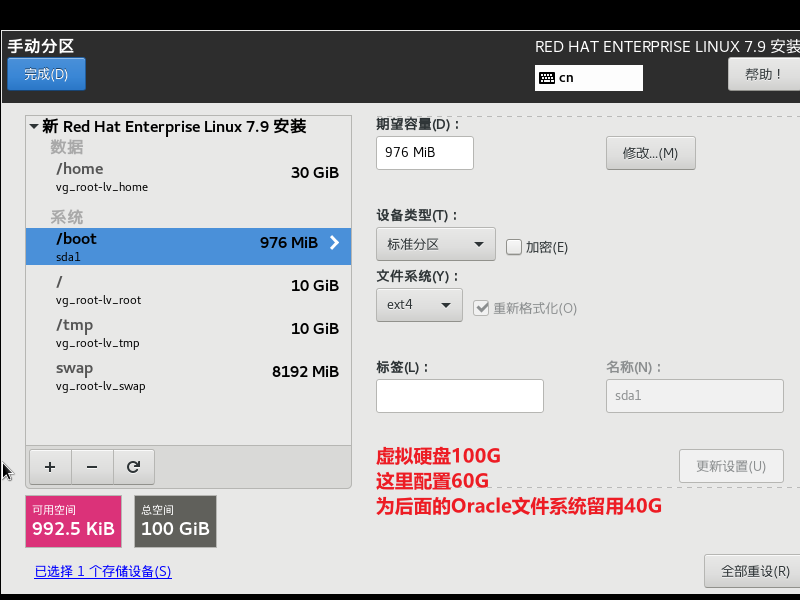 手动分区
RED HAT ENTERPRISE LINUX 7.9 安装
完成(D)
cn
帮助！
新 Red Hat Enterprise Linux 7.9 安装
数据
/home
30 GiB
vg_root-lv_home
系统
/boot
976 MiB
sda1
/
10 GiB
vg_root-lv_root
/tmp
10 GiB
vg_root-lv_tmp
swap
8192 MiB
vg_root-lv_swap
期望容量(D)：
976 MiB
修改...(M)
设备类型(T)：
标准分区
加密(E)
文件系统(Y)：
ext4
重新格式化(O)
标签(L)：
名称(N)：
sda1
虚拟硬盘100G
这里配置60G
为后面的Oracle文件系统留用40G
更新设置(U)
可用空间
992.5 KiB
总空间
100 GiB
已选择 1 个存储设备(S)
全部重设(R)